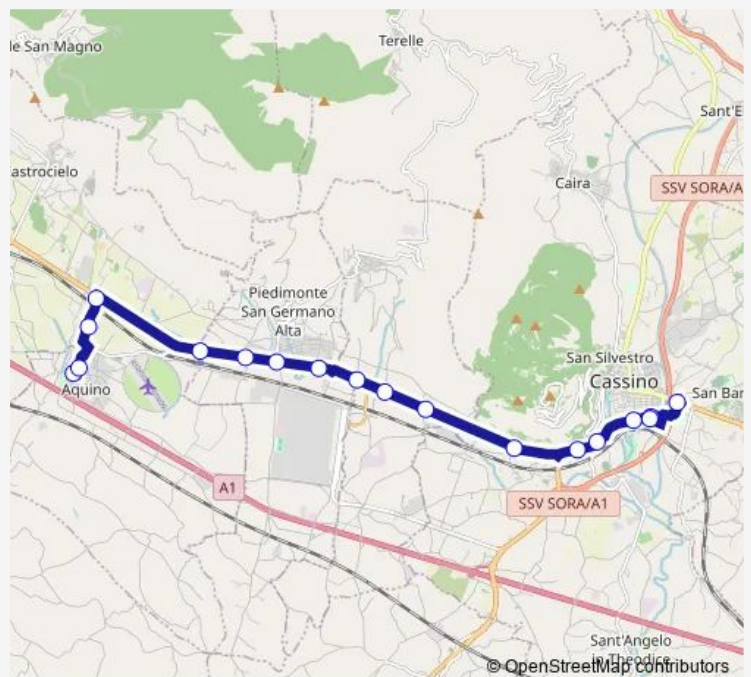 le San Magno
Terelle
Sant'E
astrocielo
Caira
SSV SORA/A
Piedimonte
San Germano
Alta
San Silvestro
Cassino
San Bar
Aquino
A1
SSV SORA/A1
Sant'Angelo
in Theodice
© OpenStreetMap contributors